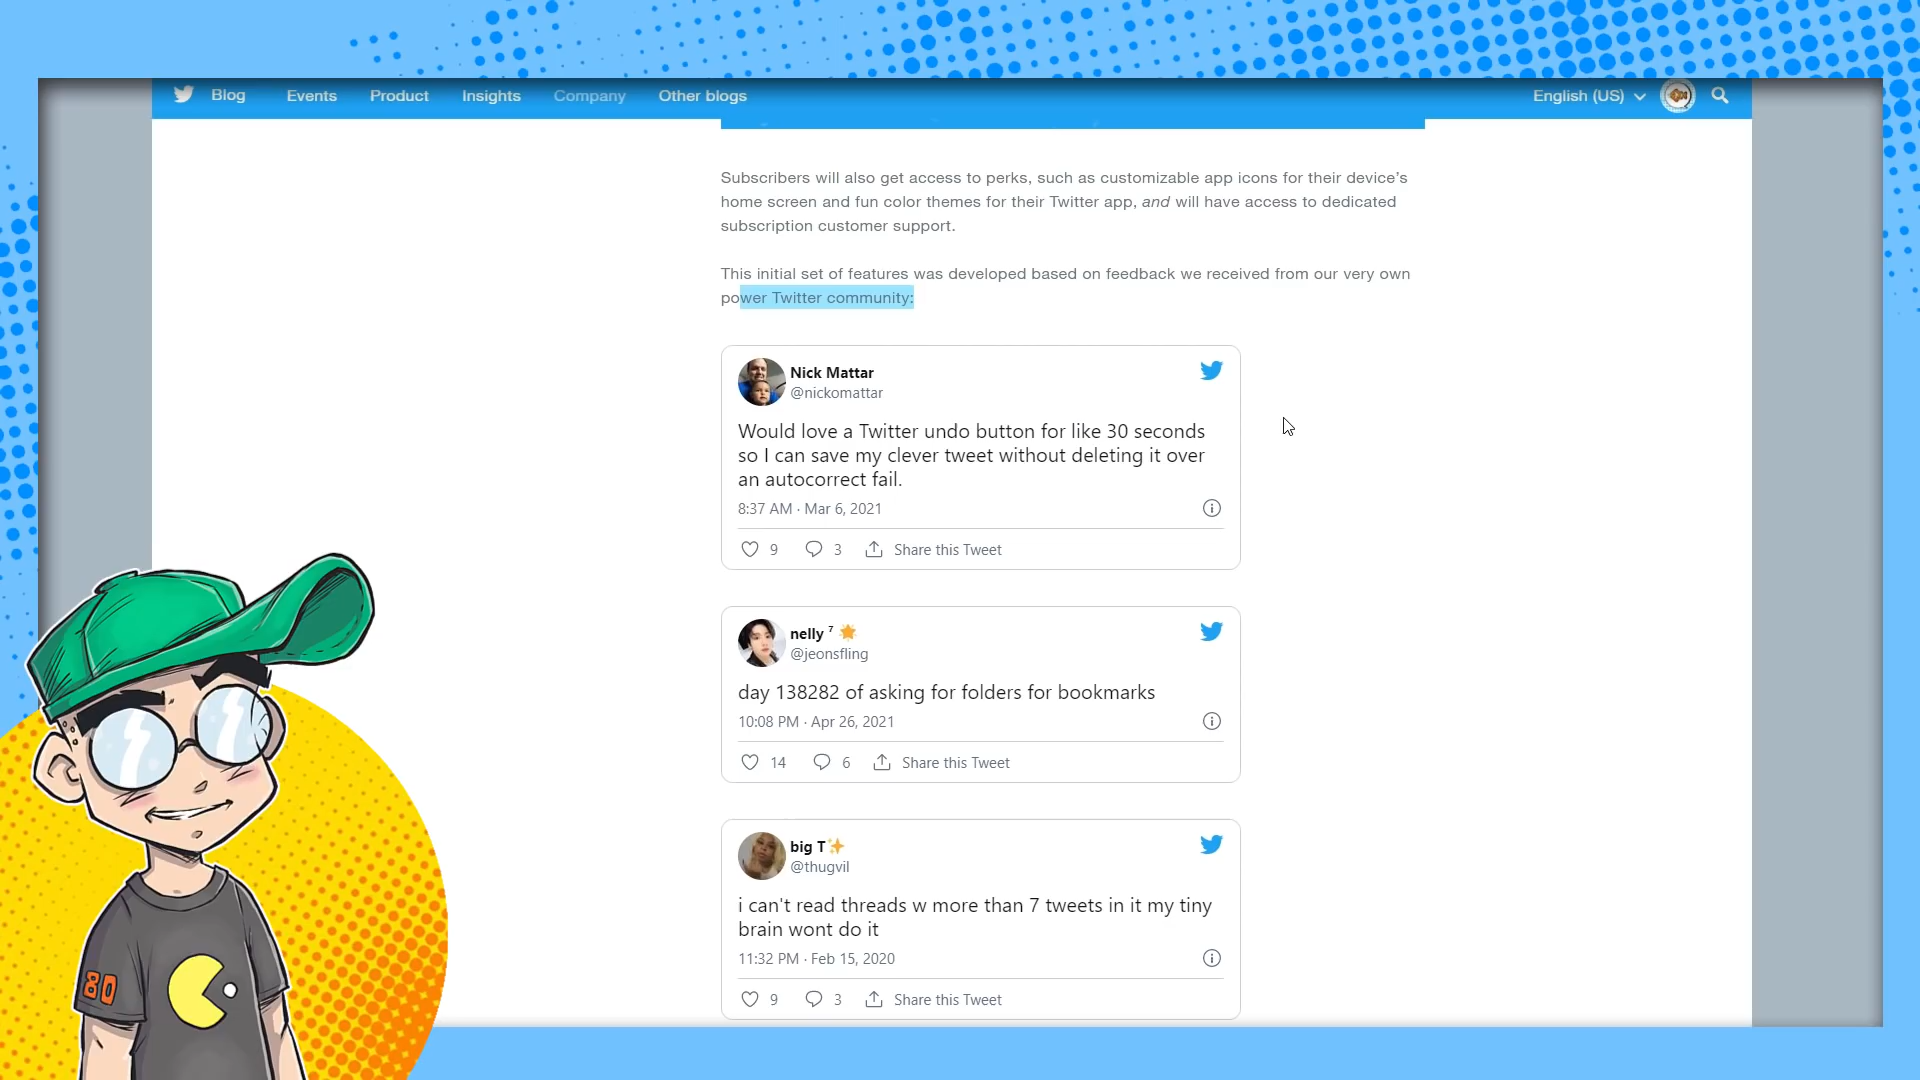 Blog Events Product Insights Company Other blogs English (US)
Subscribers will also get access to perks, such as customizable app icons for their device’s
home screen and fun color themes for their Twitter app, and will have access to dedicated
subscription customer support.
This initial set of features was developed based on feedback we received from our very own
power Twitter community:
Nick Mattar
@nickomattar
Would love a Twitter undo button for like 30 seconds
so I can save my clever tweet without deleting it over
an autocorrect fail.
8:37 AM · Mar 6, 2021
9 3 Share this Tweet
nelly ⁷
@jeonsfling
day 138282 of asking for folders for bookmarks
10:08 PM · Apr 26, 2021
14 6 Share this Tweet
big T
@thugvil
i can't read threads w more than 7 tweets in it my tiny
brain wont do it
11:32 PM · Feb 15, 2020
9 3 Share this Tweet
80